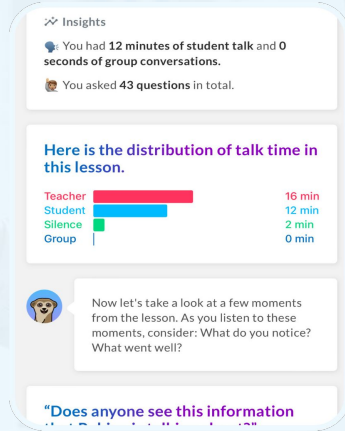 Insights
You had 12 minutes of student talk and 0
seconds of group conversations.
You asked 43 questions in total.
Here is the distribution of talk time in
this lesson.
Teacher 16 min
Student 12 min
Silence 2 min
Group 0 min
Now let's take a look at a few moments
from the lesson. As you listen to these
moments, consider: What do you notice?
What went well?
"Does anyone see this information